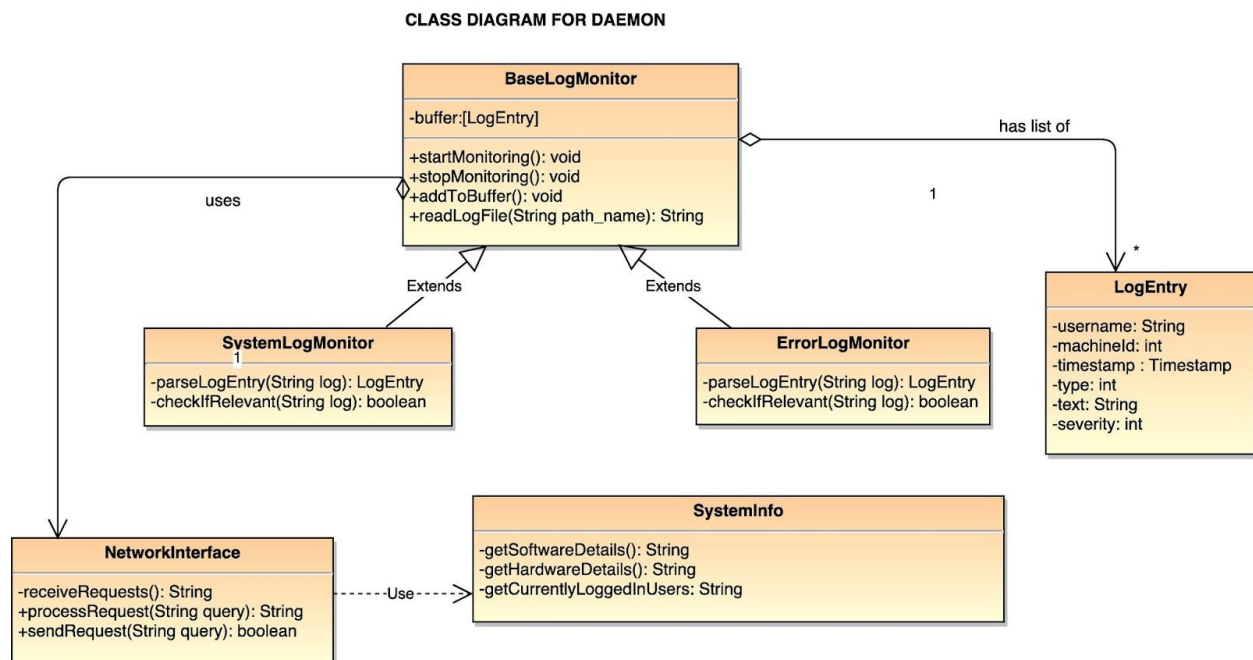 CLASS DIAGRAM FOR DAEMON
BaseLogMonitor
-buffer:[LogEntry]
+startMonitoring(): void
+stopMonitoring(): void
+addToBuffer(): void
+readLogFile(String path_name): String
has list of
1
*
uses
Extends
Extends
SystemLogMonitor
1
-parseLogEntry(String log): LogEntry
-checkIfRelevant(String log): boolean
ErrorLogMonitor
-parseLogEntry(String log): LogEntry
-checkIfRelevant(String log): boolean
LogEntry
-username: String
-machineId: int
-timestamp : Timestamp
-type: int
-text: String
-severity: int
NetworkInterface
-receiveRequests(): String
+processRequest(String query): String
+sendRequest(String query): boolean
Use
SystemInfo
-getSoftwareDetails(): String
-getHardwareDetails(): String
-getCurrentlyLoggedInUsers: String